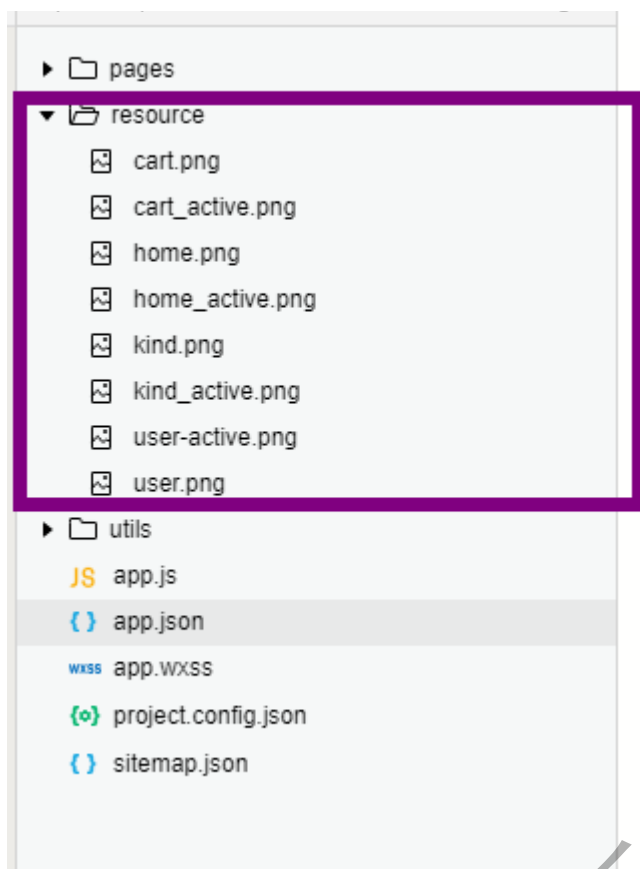 pages
resource
cart.png
cart_active.png
home.png
home_active.png
kind.png
kind_active.png
user-active.png
user.png
utils
JS app.js
{ } app.json
wxss app.wxss
{o} project.config.json
{ } sitemap.json